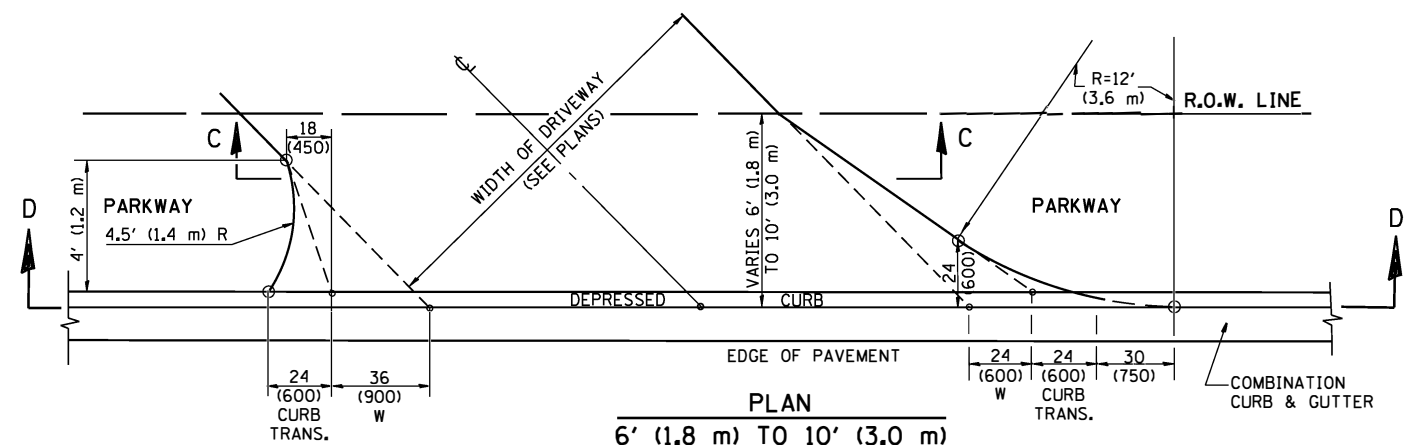 R=12'
(3.6 m)
R.O.W. LINE
C
18
(450)
WIDTH OF DRIVEWAY
(SEE PLANS)
℄
VARIES 6' (1.8 m)
TO 10' (3.0 m)
C
D
4' (1.2 m)
PARKWAY
4.5' (1.4 m) R
PARKWAY
D
24
(600)
DEPRESSED CURB
EDGE OF PAVEMENT
24
(600)
CURB
TRANS.
36
(900)
W
24
(600)
W
24
(600)
CURB
TRANS.
30
(750)
COMBINATION
CURB & GUTTER
PLAN
6' (1.8 m) TO 10' (3.0 m)